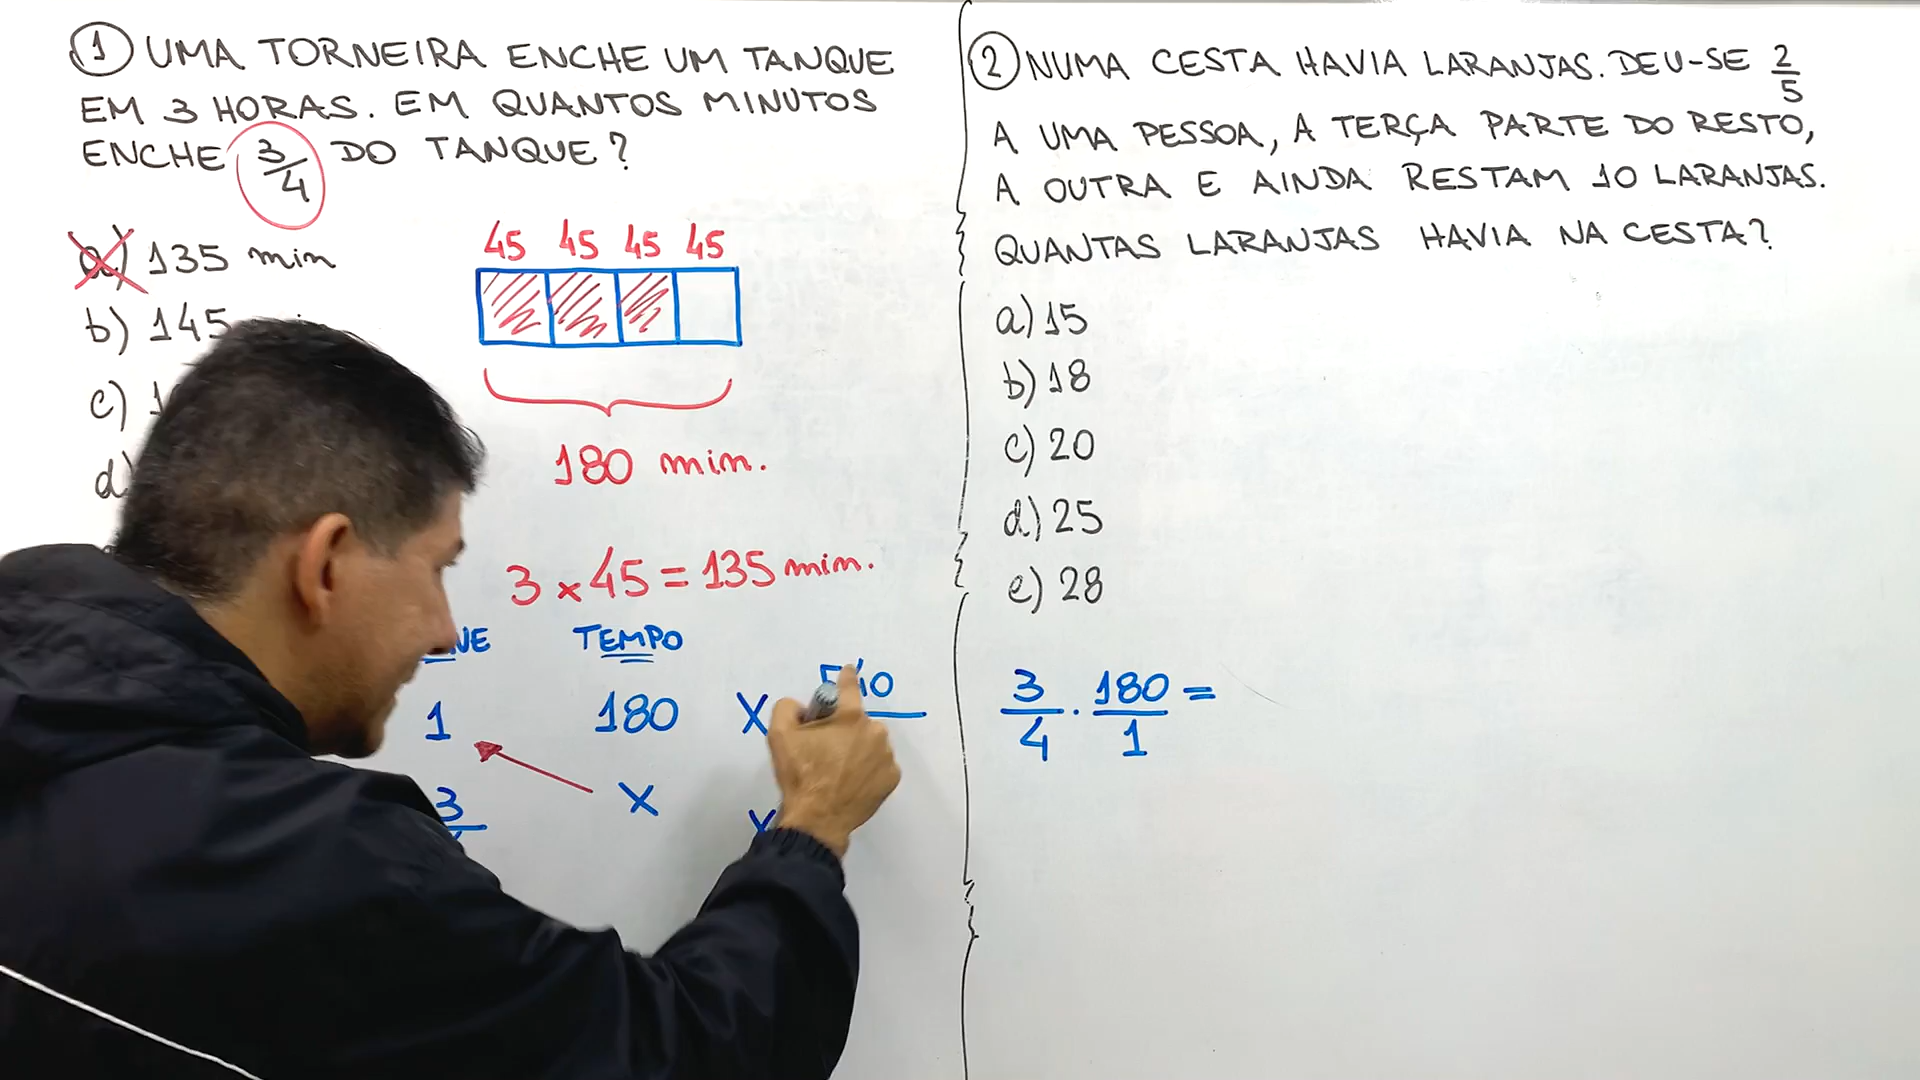 1 UMA TORNEIRA ENCHE UM TANQUE
EM 3 HORAS. EM QUANTOS MINUTOS
ENCHE 3/4 DO TANQUE?
a) 135 min
b) 145
c) 1
d)
45 45 45 45
180 min.
3 x 45 = 135 min.
TEMPO
1 180 X
540
3 X
2 NUMA CESTA HAVIA LARANJAS. DEU-SE 2/5
A UMA PESSOA, A TERÇA PARTE DO RESTO,
A OUTRA E AINDA RESTAM 10 LARANJAS.
QUANTAS LARANJAS HAVIA NA CESTA?
a) 15
b) 18
c) 20
d) 25
e) 28
3/4 . 180/1 =